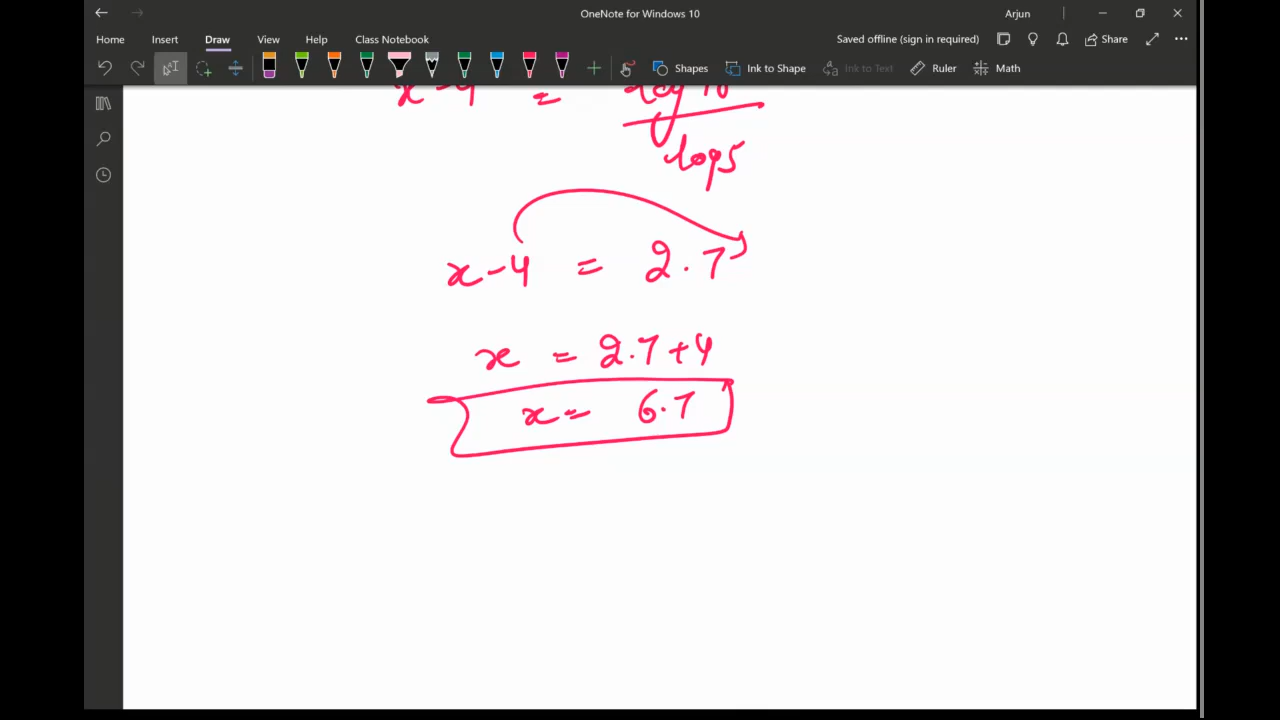 OneNote for Windows 10
Arjun
Home Insert Draw View Help Class Notebook
Saved offline (sign in required)
Share
Shapes Ink to Shape Ink to Text Ruler Math
x-4 =
log5
x-4 = 2.7
x = 2.7+4
x = 6.7